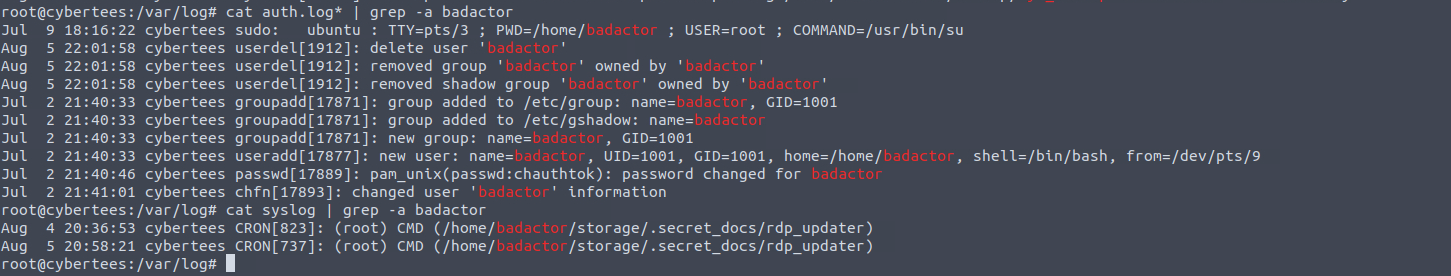 root@cybertees:/var/log# cat auth.log* | grep -a badactor
Jul  9 18:16:22 cybertees sudo:   ubuntu : TTY=pts/3 ; PWD=/home/badactor ; USER=root ; COMMAND=/usr/bin/su
Aug  5 22:01:58 cybertees userdel[1912]: delete user 'badactor'
Aug  5 22:01:58 cybertees userdel[1912]: removed group 'badactor' owned by 'badactor'
Aug  5 22:01:58 cybertees userdel[1912]: removed shadow group 'badactor' owned by 'badactor'
Jul  2 21:40:33 cybertees groupadd[17871]: group added to /etc/group: name=badactor, GID=1001
Jul  2 21:40:33 cybertees groupadd[17871]: group added to /etc/gshadow: name=badactor
Jul  2 21:40:33 cybertees groupadd[17871]: new group: name=badactor, GID=1001
Jul  2 21:40:33 cybertees useradd[17877]: new user: name=badactor, UID=1001, GID=1001, home=/home/badactor, shell=/bin/bash, from=/dev/pts/9
Jul  2 21:40:46 cybertees passwd[17889]: pam_unix(passwd:chauthtok): password changed for badactor
Jul  2 21:41:01 cybertees chfn[17893]: changed user 'badactor' information
root@cybertees:/var/log# cat syslog | grep -a badactor
Aug  4 20:36:53 cybertees CRON[823]: (root) CMD (/home/badactor/storage/.secret_docs/rdp_updater)
Aug  5 20:58:21 cybertees CRON[737]: (root) CMD (/home/badactor/storage/.secret_docs/rdp_updater)
root@cybertees:/var/log#